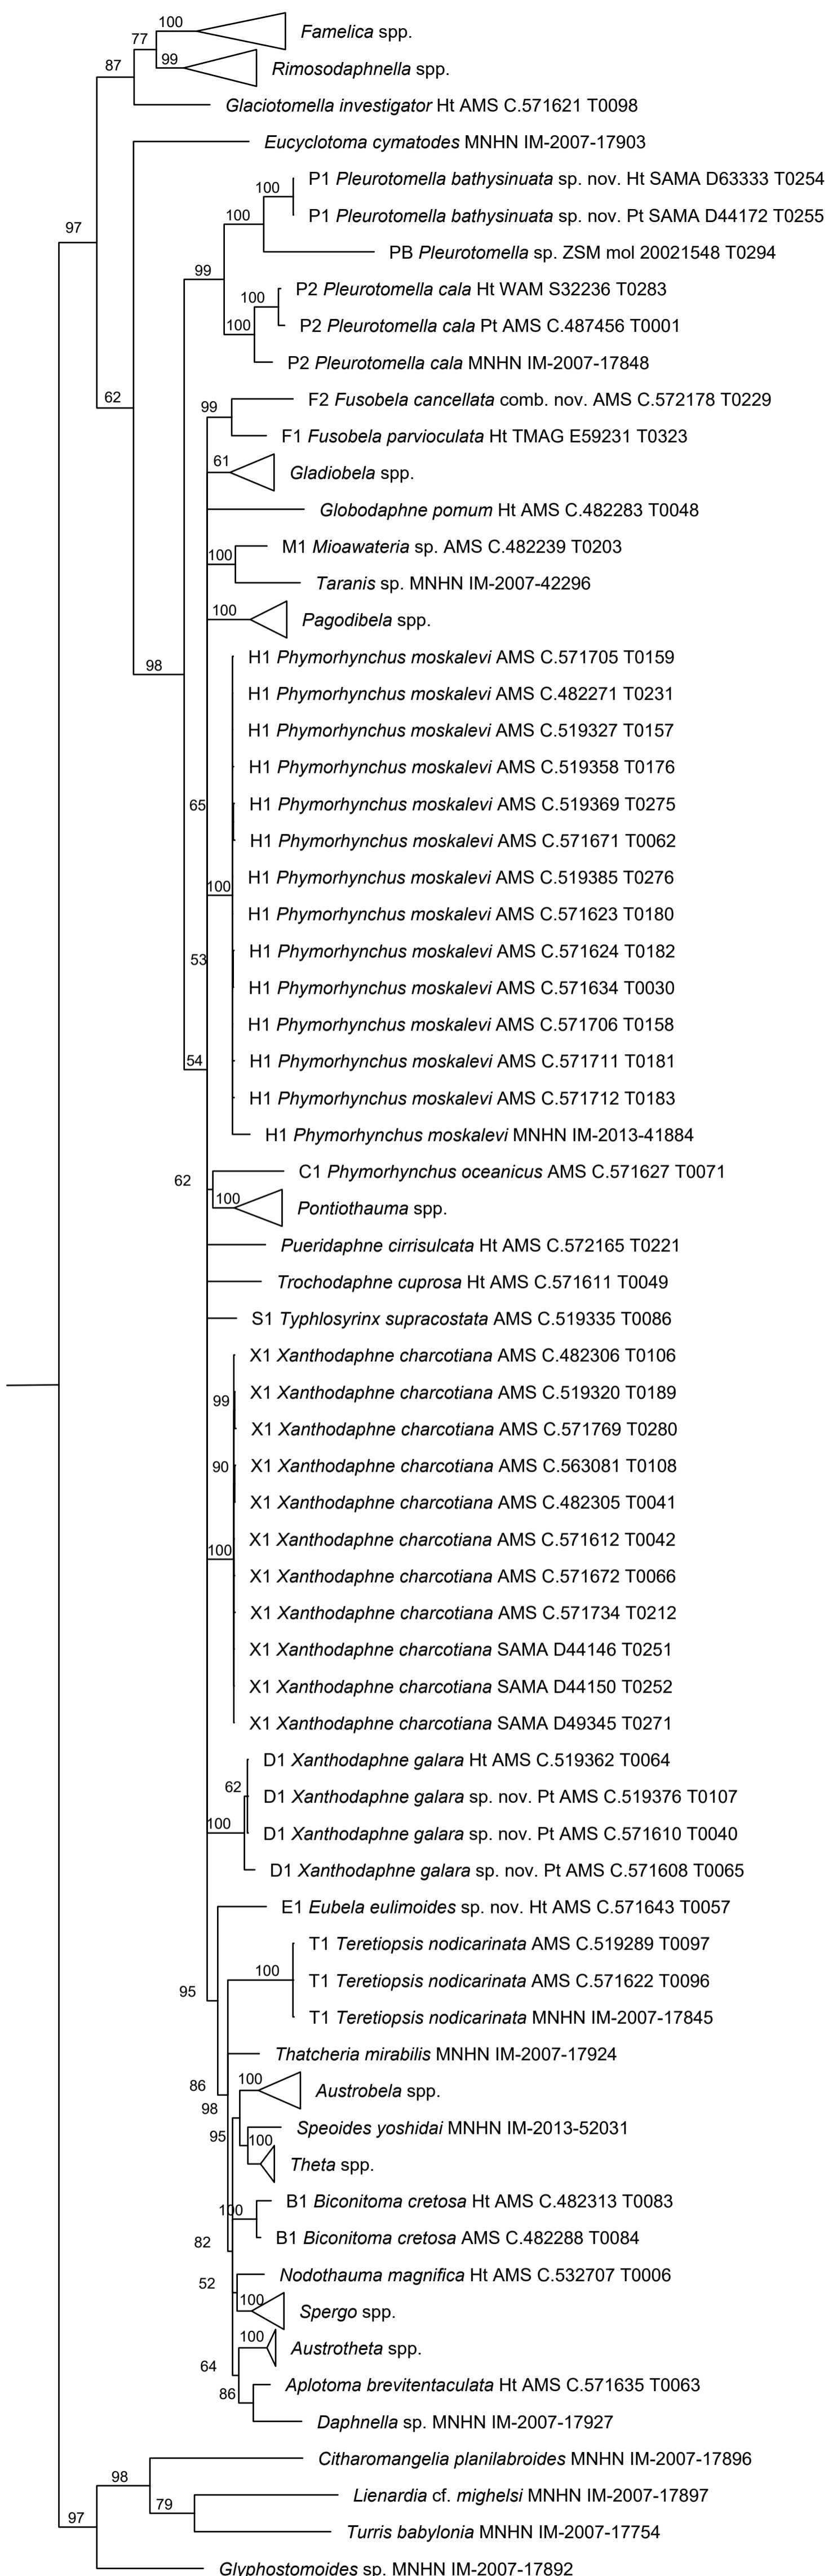 100
Famelica spp.
77
99
Rimosodaphnella spp.
87
Glaciotomella investigator Ht AMS C.571621 T0098
Eucyclotoma cymatodes MNHN IM-2007-17903
P1 Pleurotomella bathysinuata sp. nov. Ht SAMA D63333 T0254
100
P1 Pleurotomella bathysinuata sp. nov. Pt SAMA D44172 T0255
100
97
PB Pleurotomella sp. ZSM mol 20021548 T0294
99
P2 Pleurotomella cala Ht WAM S32236 T0283
100
P2 Pleurotomella cala Pt AMS C.487456 T0001
100
P2 Pleurotomella cala MNHN IM-2007-17848
62
F2 Fusobela cancellata comb. nov. AMS C.572178 T0229
99
F1 Fusobela parvioculata Ht TMAG E59231 T0323
61
Gladiobela spp.
Globodaphne pomum Ht AMS C.482283 T0048
M1 Mioawateria sp. AMS C.482239 T0203
100
Taranis sp. MNHN IM-2007-42296
100
Pagodibela spp.
H1 Phymorhynchus moskalevi AMS C.571705 T0159
98
H1 Phymorhynchus moskalevi AMS C.482271 T0231
H1 Phymorhynchus moskalevi AMS C.519327 T0157
H1 Phymorhynchus moskalevi AMS C.519358 T0176
65
H1 Phymorhynchus moskalevi AMS C.519369 T0275
H1 Phymorhynchus moskalevi AMS C.571671 T0062
H1 Phymorhynchus moskalevi AMS C.519385 T0276
100
H1 Phymorhynchus moskalevi AMS C.571623 T0180
H1 Phymorhynchus moskalevi AMS C.571624 T0182
53
H1 Phymorhynchus moskalevi AMS C.571634 T0030
H1 Phymorhynchus moskalevi AMS C.571706 T0158
54
H1 Phymorhynchus moskalevi AMS C.571711 T0181
H1 Phymorhynchus moskalevi AMS C.571712 T0183
H1 Phymorhynchus moskalevi MNHN IM-2013-41884
C1 Phymorhynchus oceanicus AMS C.571627 T0071
62
100
Pontiothauma spp.
Pueridaphne cirrisulcata Ht AMS C.572165 T0221
Trochodaphne cuprosa Ht AMS C.571611 T0049
S1 Typhlosyrinx supracostata AMS C.519335 T0086
X1 Xanthodaphne charcotiana AMS C.482306 T0106
X1 Xanthodaphne charcotiana AMS C.519320 T0189
99
X1 Xanthodaphne charcotiana AMS C.571769 T0280
90
X1 Xanthodaphne charcotiana AMS C.563081 T0108
X1 Xanthodaphne charcotiana AMS C.482305 T0041
X1 Xanthodaphne charcotiana AMS C.571612 T0042
100
X1 Xanthodaphne charcotiana AMS C.571672 T0066
X1 Xanthodaphne charcotiana AMS C.571734 T0212
X1 Xanthodaphne charcotiana SAMA D44146 T0251
X1 Xanthodaphne charcotiana SAMA D44150 T0252
X1 Xanthodaphne charcotiana SAMA D49345 T0271
D1 Xanthodaphne galara Ht AMS C.519362 T0064
62
D1 Xanthodaphne galara sp. nov. Pt AMS C.519376 T0107
100
D1 Xanthodaphne galara sp. nov. Pt AMS C.571610 T0040
D1 Xanthodaphne galara sp. nov. Pt AMS C.571608 T0065
E1 Eubela eulimoides sp. nov. Ht AMS C.571643 T0057
T1 Teretiopsis nodicarinata AMS C.519289 T0097
100
T1 Teretiopsis nodicarinata AMS C.571622 T0096
95
T1 Teretiopsis nodicarinata MNHN IM-2007-17845
Thatcheria mirabilis MNHN IM-2007-17924
100
86
Austrobela spp.
98
Speoides yoshidai MNHN IM-2013-52031
95
100
Theta spp.
B1 Biconitoma cretosa Ht AMS C.482313 T0083
100
B1 Biconitoma cretosa AMS C.482288 T0084
82
Nodothauma magnifica Ht AMS C.532707 T0006
52
100
Spergo spp.
100
Austrotheta spp.
64
Aplotoma brevitentaculata Ht AMS C.571635 T0063
86
Daphnella sp. MNHN IM-2007-17927
Citharomangelia planilabroides MNHN IM-2007-17896
98
Lienardia cf. mighelsi MNHN IM-2007-17897
79
97
Turris babylonia MNHN IM-2007-17754
Glyphostomoides sp. MNHN IM-2007-17892